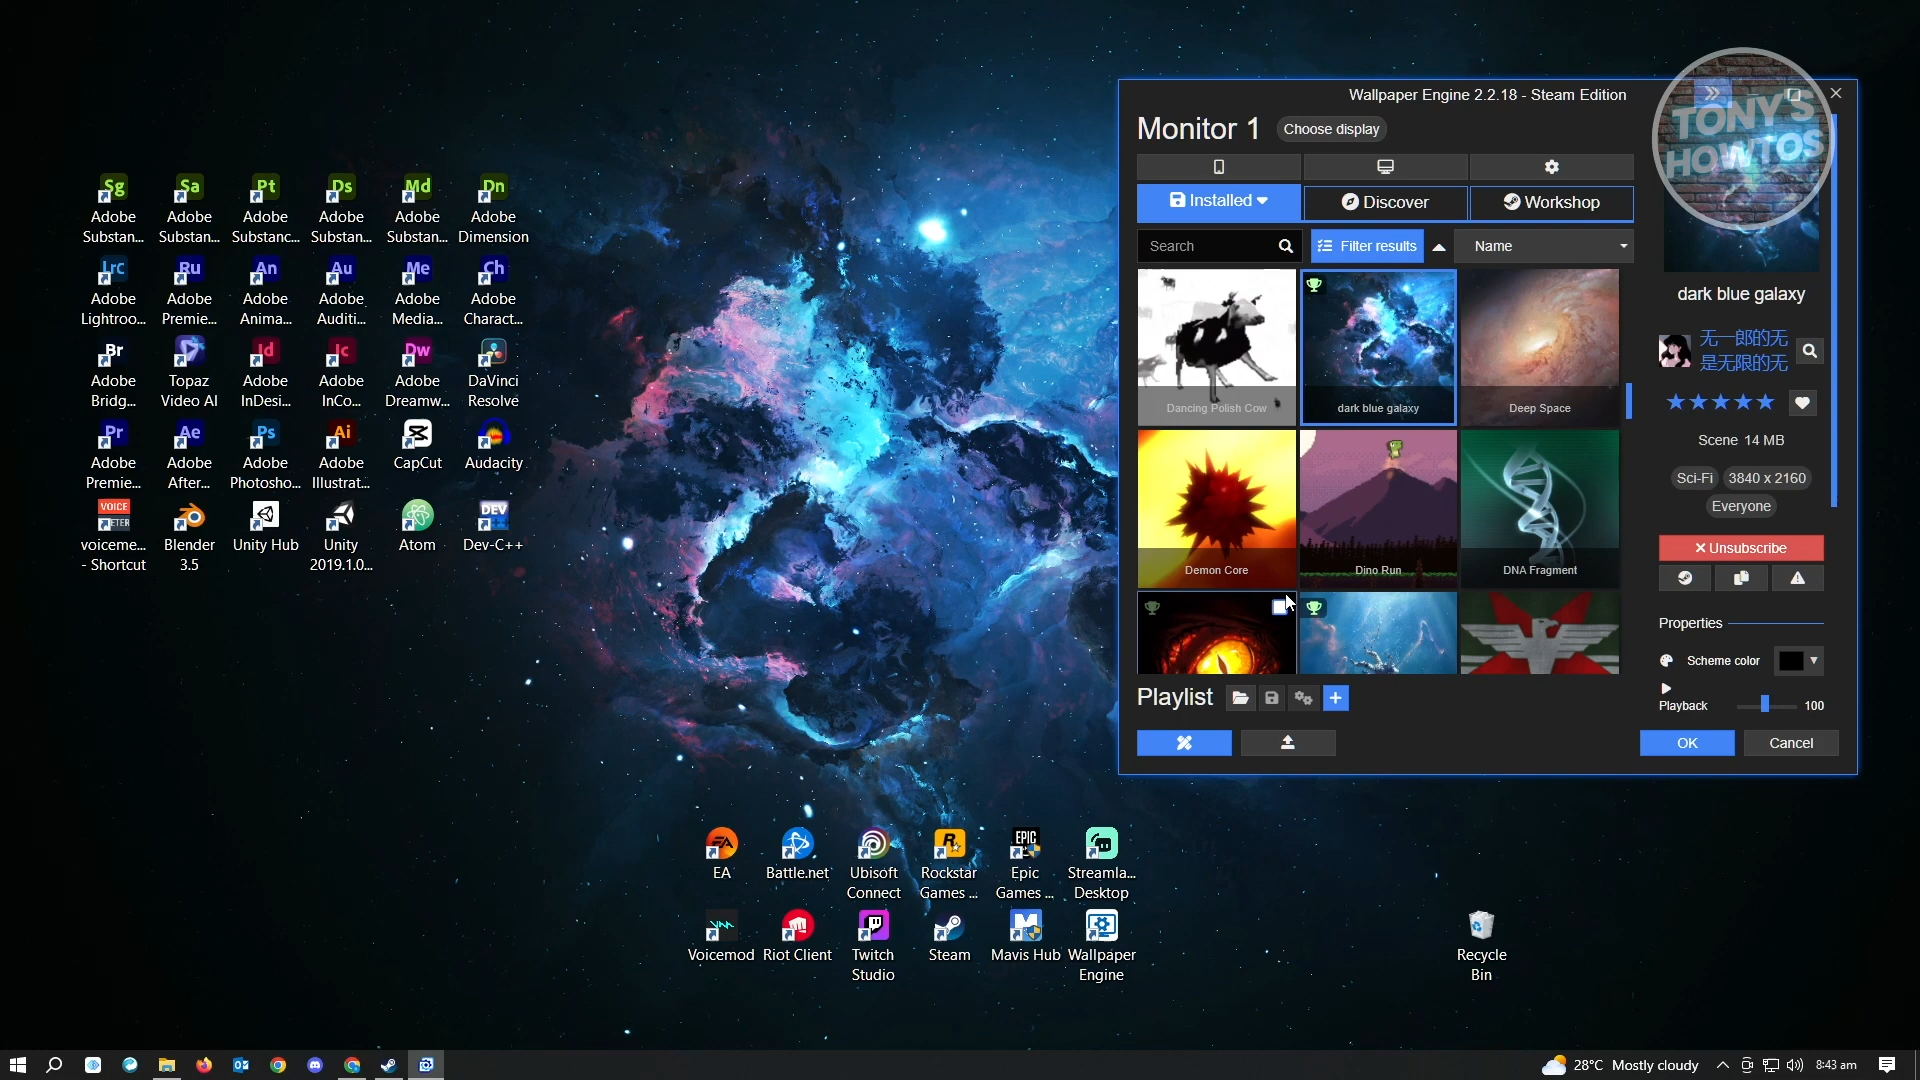 Wallpaper Engine 2.2.18 - Steam Edition
TONY'S
HOWTOS
Monitor 1
Choose display
Installed
Discover
Workshop
Search
Filter results
Name
Dancing Polish Cow
dark blue galaxy
Deep Space
Demon Core
Dino Run
DNA Fragment
dark blue galaxy
无一郎的无
是无限的无
Scene 14 MB
Sci-Fi
3840 x 2160
Everyone
Unsubscribe
Properties
Scheme color
Playback
100
Playlist
OK
Cancel
Sg
Sa
Pt
Ds
Md
Dn
Adobe
Substan...
Adobe
Substan...
Adobe
Substanc...
Adobe
Substan...
Adobe
Substan...
Adobe
Dimension
Lrc
Ru
An
Au
Me
Ch
Adobe
Lightroo...
Adobe
Premie...
Adobe
Anima...
Adobe
Auditi...
Adobe
Media...
Adobe
Charact...
Br
Id
Ic
Dw
Adobe
Bridg...
Topaz
Video AI
Adobe
InDesi...
Adobe
InCo...
Adobe
Dreamw...
DaVinci
Resolve
Pr
Ae
Ps
Ai
Adobe
Premie...
Adobe
After...
Adobe
Photosho...
Adobe
Illustrat...
CapCut
Audacity
VOICE
DEV
voiceme...
- Shortcut
Blender
3.5
Unity Hub
Unity
2019.1.0...
Atom
Dev-C++
EA
EPIC
EA
Battle.net
Ubisoft
Connect
Rockstar
Games ...
Epic
Games ...
Streamla...
Desktop
Voicemod
Riot Client
Twitch
Studio
Steam
Mavis Hub
Wallpaper
Engine
Recycle
Bin
28°C Mostly cloudy
8:43 am